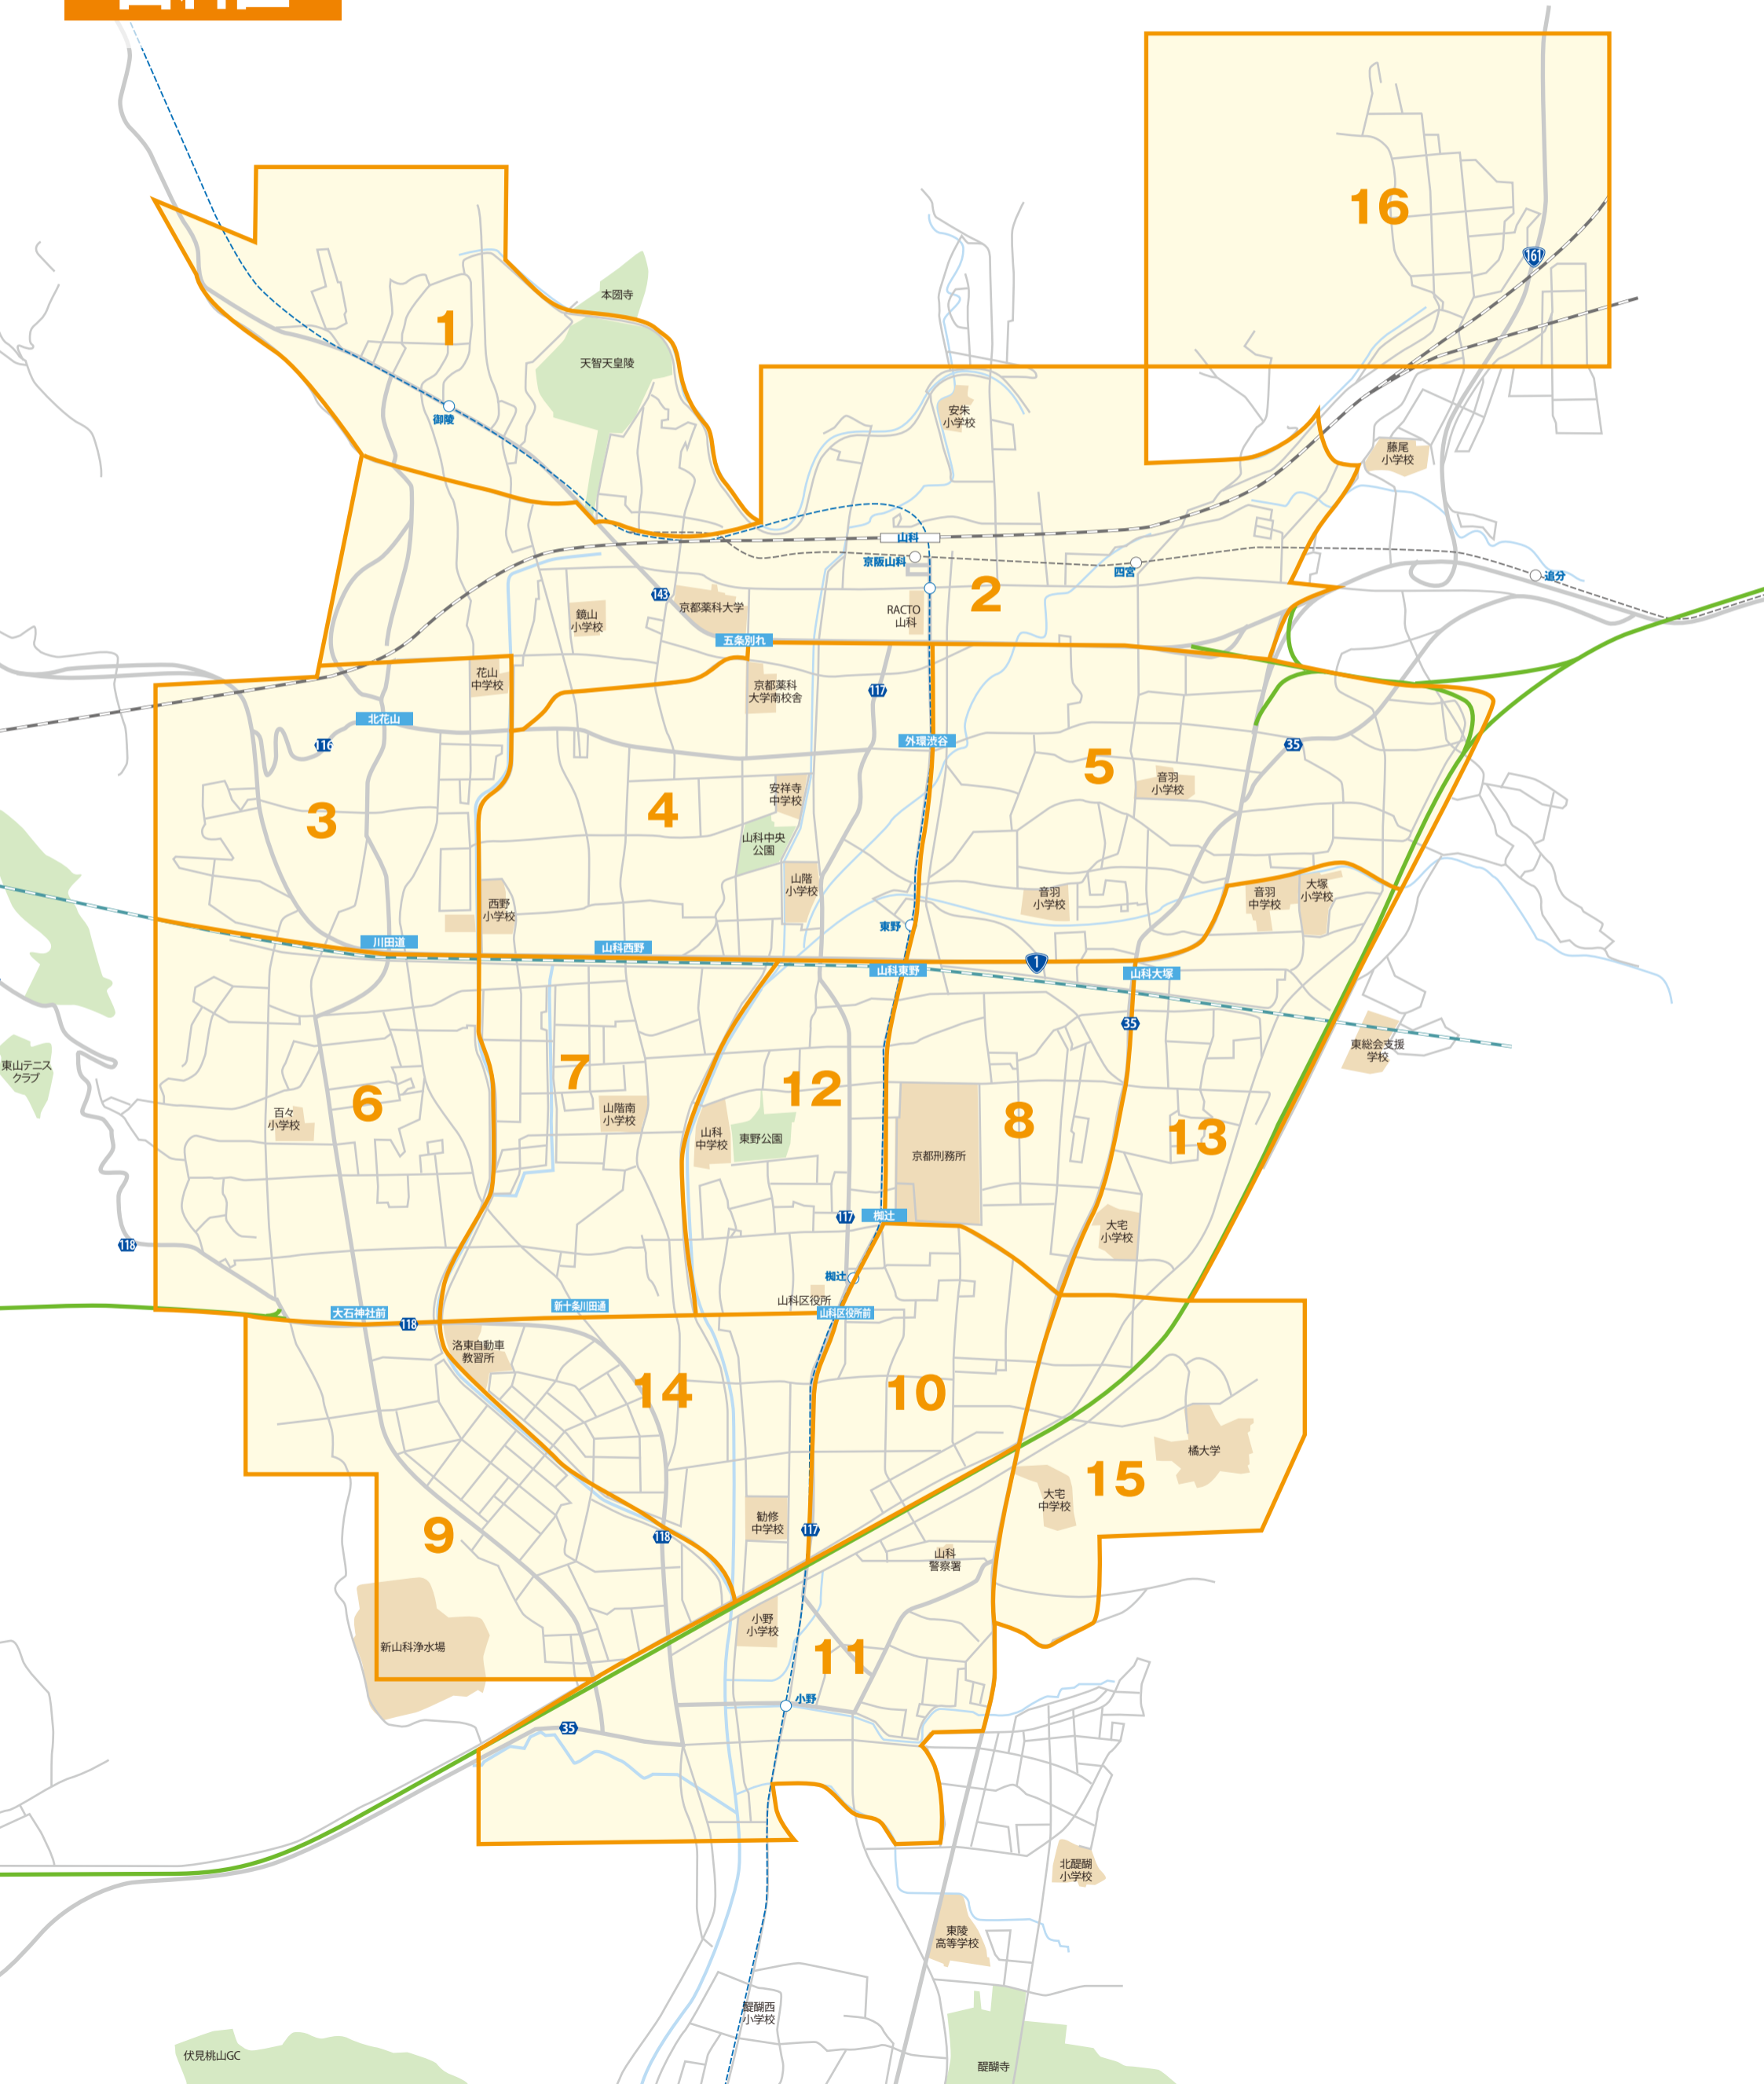 16
161
本圀寺
1
天智天皇陵
御陵
安朱
小学校
藤尾
小学校
山科
京阪山科
四宮
追分
2
143
京都薬科大学
鏡山
小学校
RACTO
山科
五条別れ
花山
中学校
京都薬科
大学南校舎
117
北花山
116
外環渋谷
35
5
音羽
小学校
3
4
安祥寺
中学校
山科中央
公園
山階
小学校
西野
小学校
音羽
小学校
音羽
中学校
大塚
小学校
東野
川田道
山科西野
山科東野
1
山科大塚
35
東総合支援
学校
東山テニス
クラブ
7
12
6
8
百々
小学校
山階南
小学校
山科
中学校
東野公園
13
京都刑務所
117
椥辻
大宅
小学校
118
椥辻
山科区役所
大石神社前
118
新十条川田道
山科区役所前
洛東自動車
教習所
14
10
橘大学
15
大宅
中学校
勧修
中学校
9
118
117
山科
警察署
小野
小学校
新山科浄水場
11
小野
35
北醍醐
小学校
東稜
高等学校
醍醐西
小学校
伏見桃山GC
醍醐寺